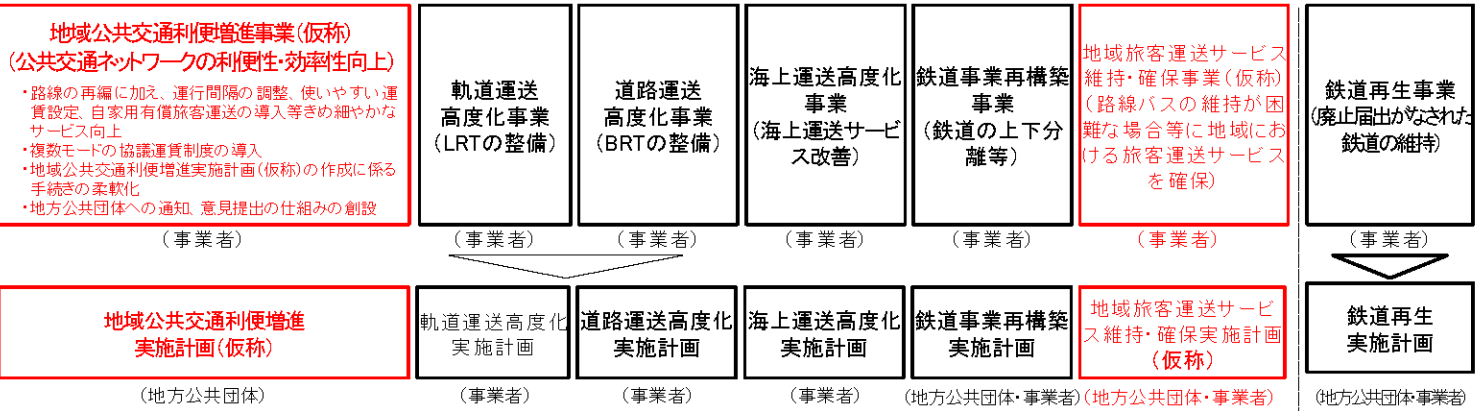 地域公共交通利便増進事業(仮称)
(公共交通ネットワークの利便性・効率性向上)
・路線の再編に加え、運行間隔の調整、使いやすい運
賃設定、自家用有償旅客運送の導入等きめ細やかな
サービス向上
・複数モードの協議運賃制度の導入
・地域公共交通利便増進実施計画(仮称)の作成に係る
手続きの柔軟化
・地方公共団体への通知、意見提出の仕組みの創設
(事業者)
軌道運送
高度化事業
(LRTの整備)
(事業者)
道路運送
高度化事業
(BRTの整備)
(事業者)
海上運送高度化
事業
(海上運送サービ
ス改善)
(事業者)
鉄道事業再構築
事業
(鉄道の上下分
離等)
(事業者)
地域旅客運送サービス
維持・確保事業(仮称)
(路線バスの維持が困
難な場合等に地域にお
ける旅客運送サービス
を確保)
(事業者)
鉄道再生事業
(廃止届出がなされた
鉄道の維持)
(事業者)
地域公共交通利便増進
実施計画(仮称)
(地方公共団体)
軌道運送高度化
実施計画
(事業者)
道路運送高度化
実施計画
(事業者)
海上運送高度化
実施計画
(事業者)
鉄道事業再構築
実施計画
(地方公共団体・事業者)
地域旅客運送サービ
ス維持・確保実施計画
(仮称)
(地方公共団体・事業者)
鉄道再生
実施計画
(地方公共団体・事業者)